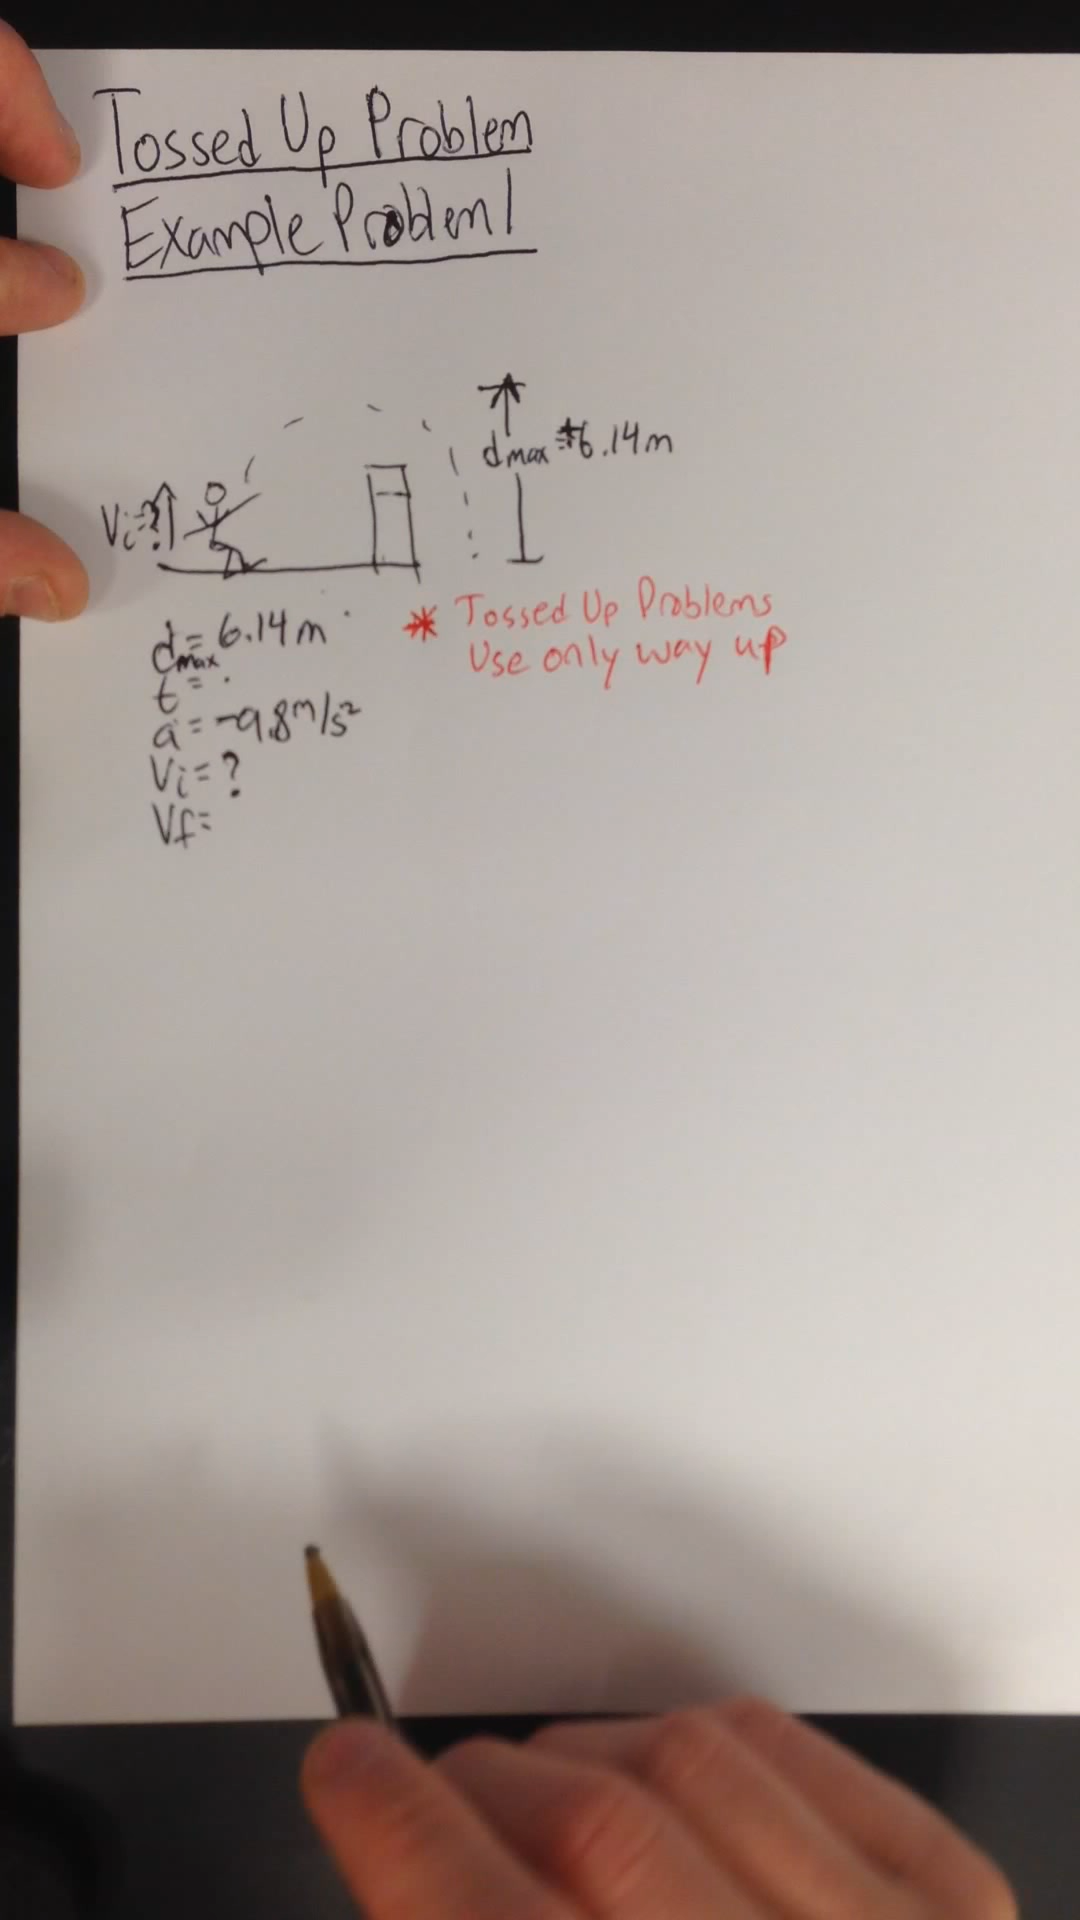 Tossed Up Problem
Example Problem 1
dmax = +6.14m
Vi=?
dmax = 6.14m
* Tossed Up Problems
Use only way up
t =
a = -9.8m/s²
Vi = ?
Vf =